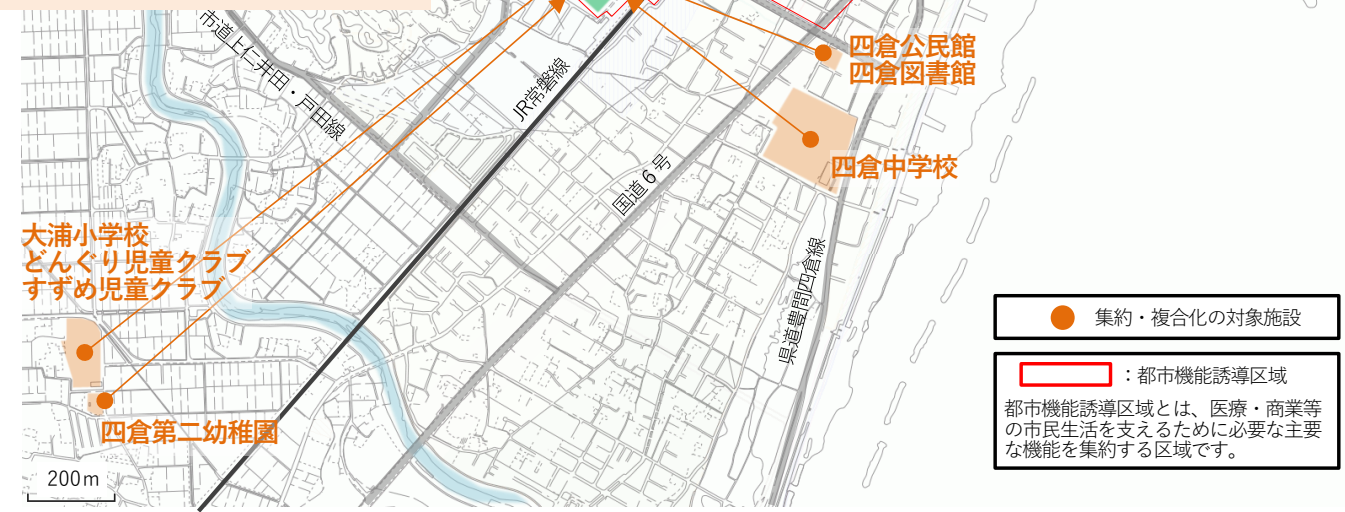 市道上仁井田・戸田線
JR常磐線
国道6号
四倉公民館
四倉図書館
四倉中学校
県道豊間四倉線
大浦小学校
どんぐり児童クラブ
すずめ児童クラブ
四倉第二幼稚園
200m
集約・複合化の対象施設
：都市機能誘導区域
都市機能誘導区域とは、医療・商業等
の市民生活を支えるために必要な主要
な機能を集約する区域です。